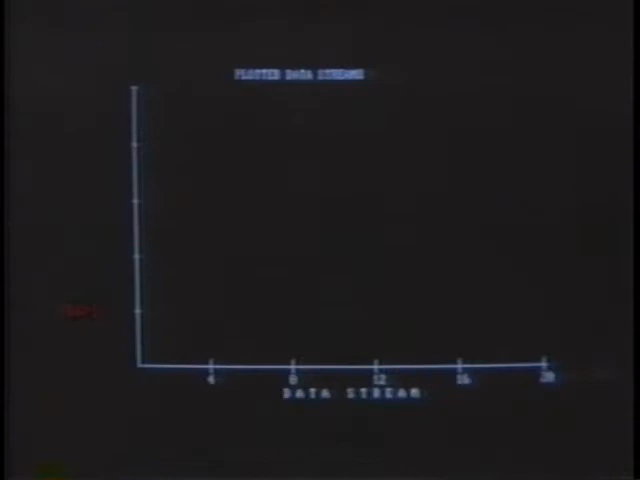 PLOTTED DATA STREAMS
4 8 12 16 20
DATA STREAM